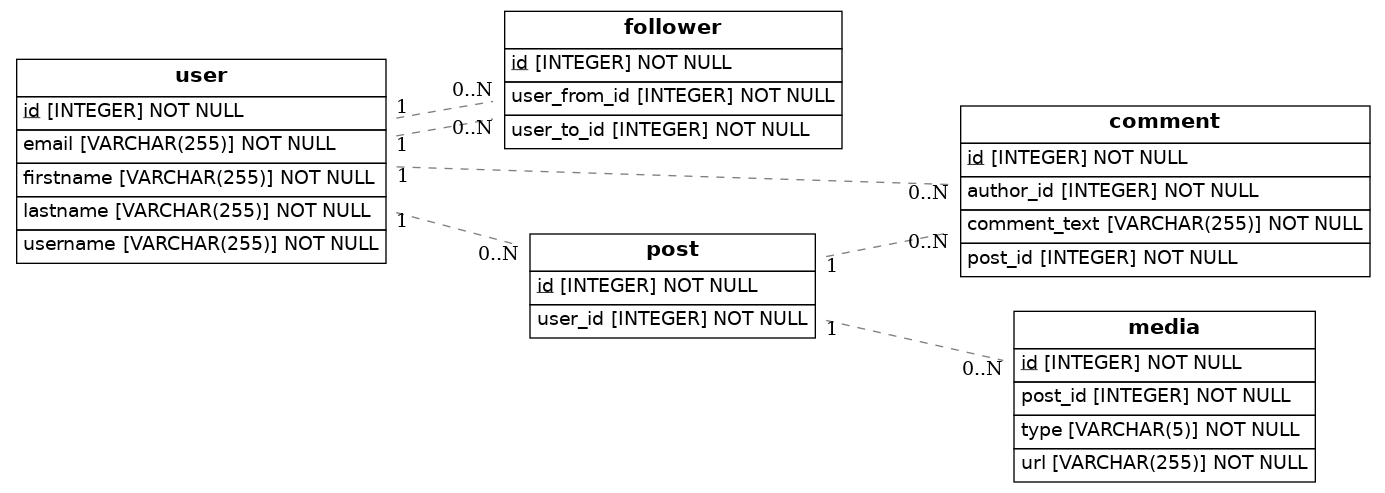 user
id [INTEGER] NOT NULL
email [VARCHAR(255)] NOT NULL
firstname [VARCHAR(255)] NOT NULL
lastname [VARCHAR(255)] NOT NULL
username [VARCHAR(255)] NOT NULL
1
0..N
1
0..N
1
0..N
1
0..N
follower
id [INTEGER] NOT NULL
user_from_id [INTEGER] NOT NULL
user_to_id [INTEGER] NOT NULL
post
id [INTEGER] NOT NULL
user_id [INTEGER] NOT NULL
1
0..N
1
0..N
comment
id [INTEGER] NOT NULL
author_id [INTEGER] NOT NULL
comment_text [VARCHAR(255)] NOT NULL
post_id [INTEGER] NOT NULL
media
id [INTEGER] NOT NULL
post_id [INTEGER] NOT NULL
type [VARCHAR(5)] NOT NULL
url [VARCHAR(255)] NOT NULL